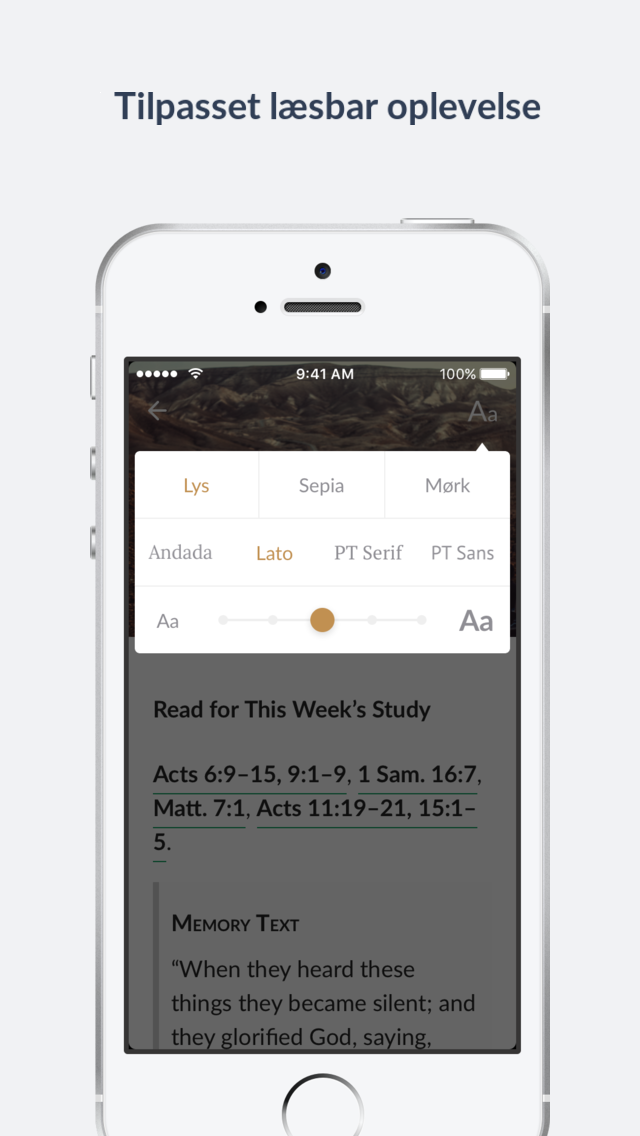 Tilpasset læsbar oplevelse
9:41 AM 100%
Aa
Lys Sepia Mørk
Andada Lato PT Serif PT Sans
Aa Aa
Read for This Week’s Study
Acts 6:9–15, 9:1–9, 1 Sam. 16:7,
Matt. 7:1, Acts 11:19–21, 15:1–
5.
Memory Text
“When they heard these
things they became silent; and
they glorified God, saying,